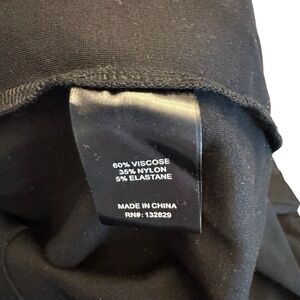 60% VISCOSE
35% NYLON
5% ELASTANE
MADE IN CHINA
RN#: 132829